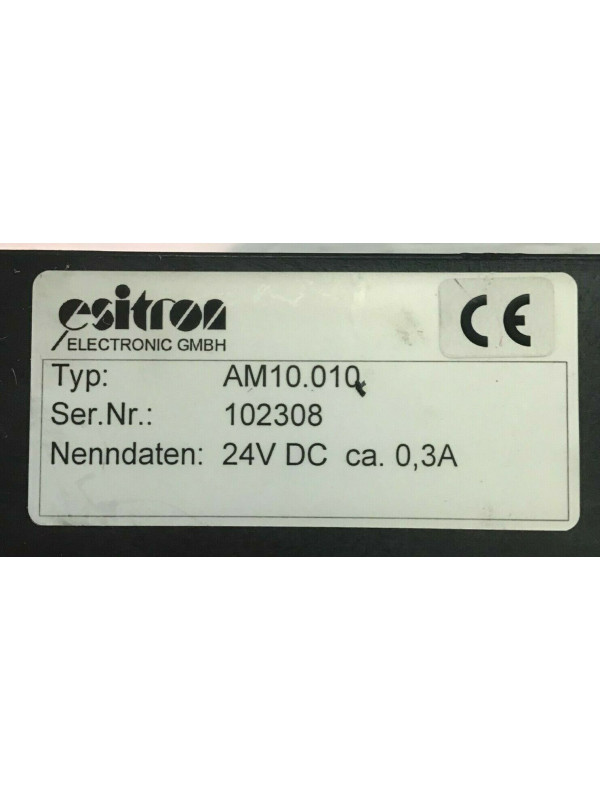 esitron
ELECTRONIC GMBH
CE
Typ: AM10.010
Ser.Nr.: 102308
Nenndaten: 24V DC ca. 0,3A